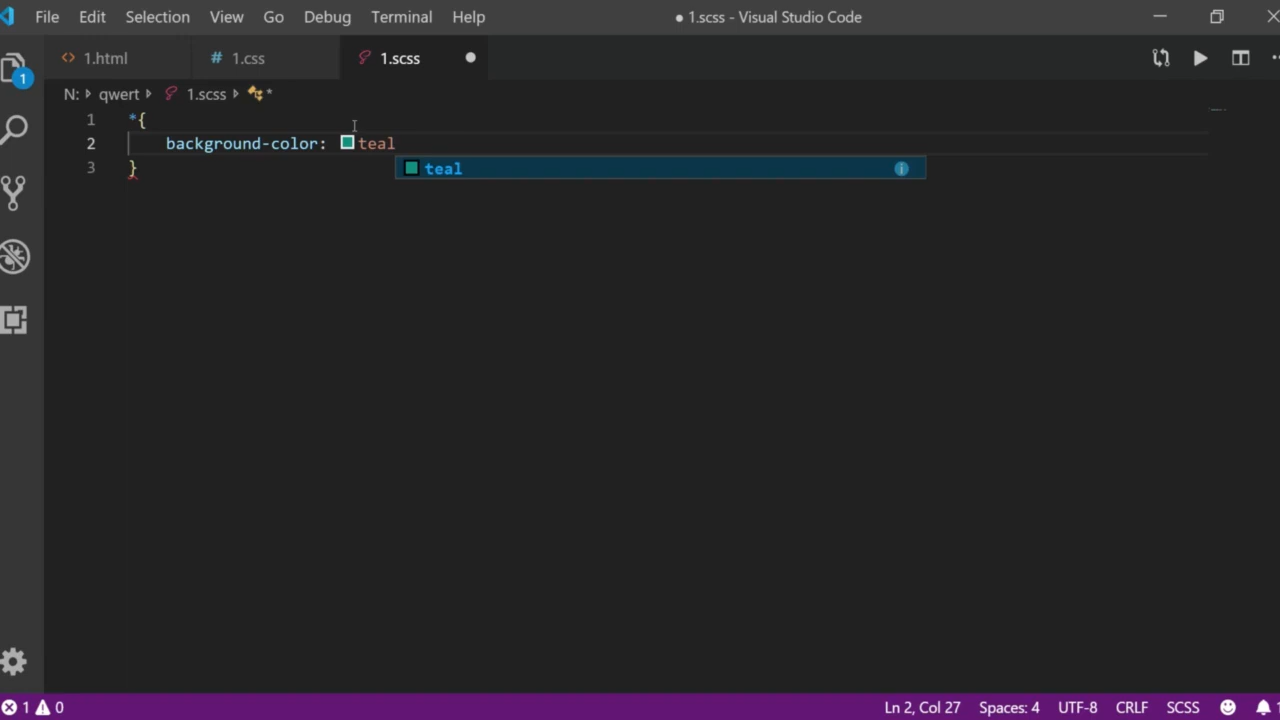 File Edit Selection View Go Debug Terminal Help ● 1.scss - Visual Studio Code
1.html # 1.css 1.scss
1
N: qwert 1.scss *
1 *{
2 background-color: teal
teal
3 }
1 0 Ln 2, Col 27 Spaces: 4 UTF-8 CRLF SCSS